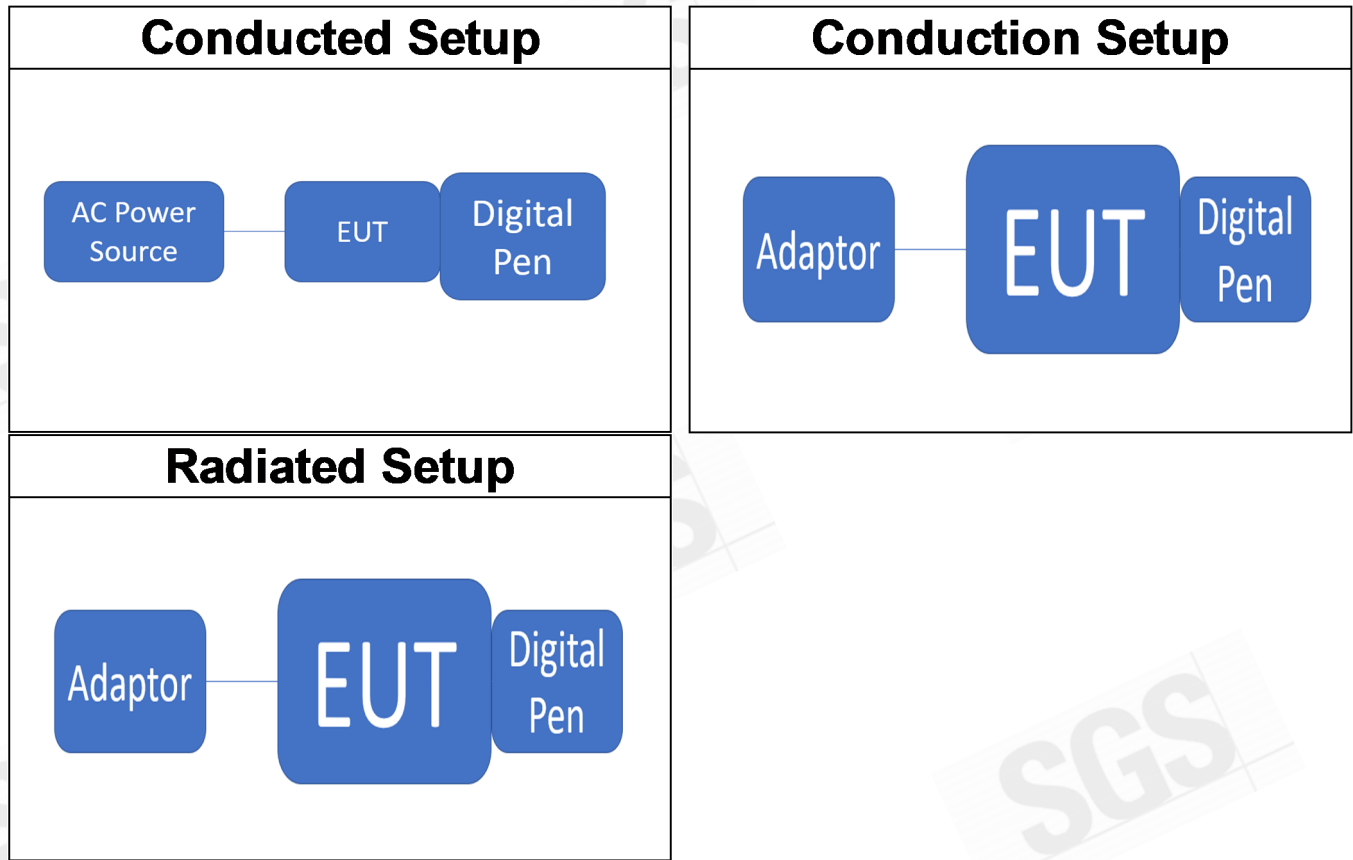 Conducted Setup
AC Power
Source
EUT
Digital
Pen
Conduction Setup
Adaptor
EUT
Digital
Pen
Radiated Setup
Adaptor
EUT
Digital
Pen
SGS